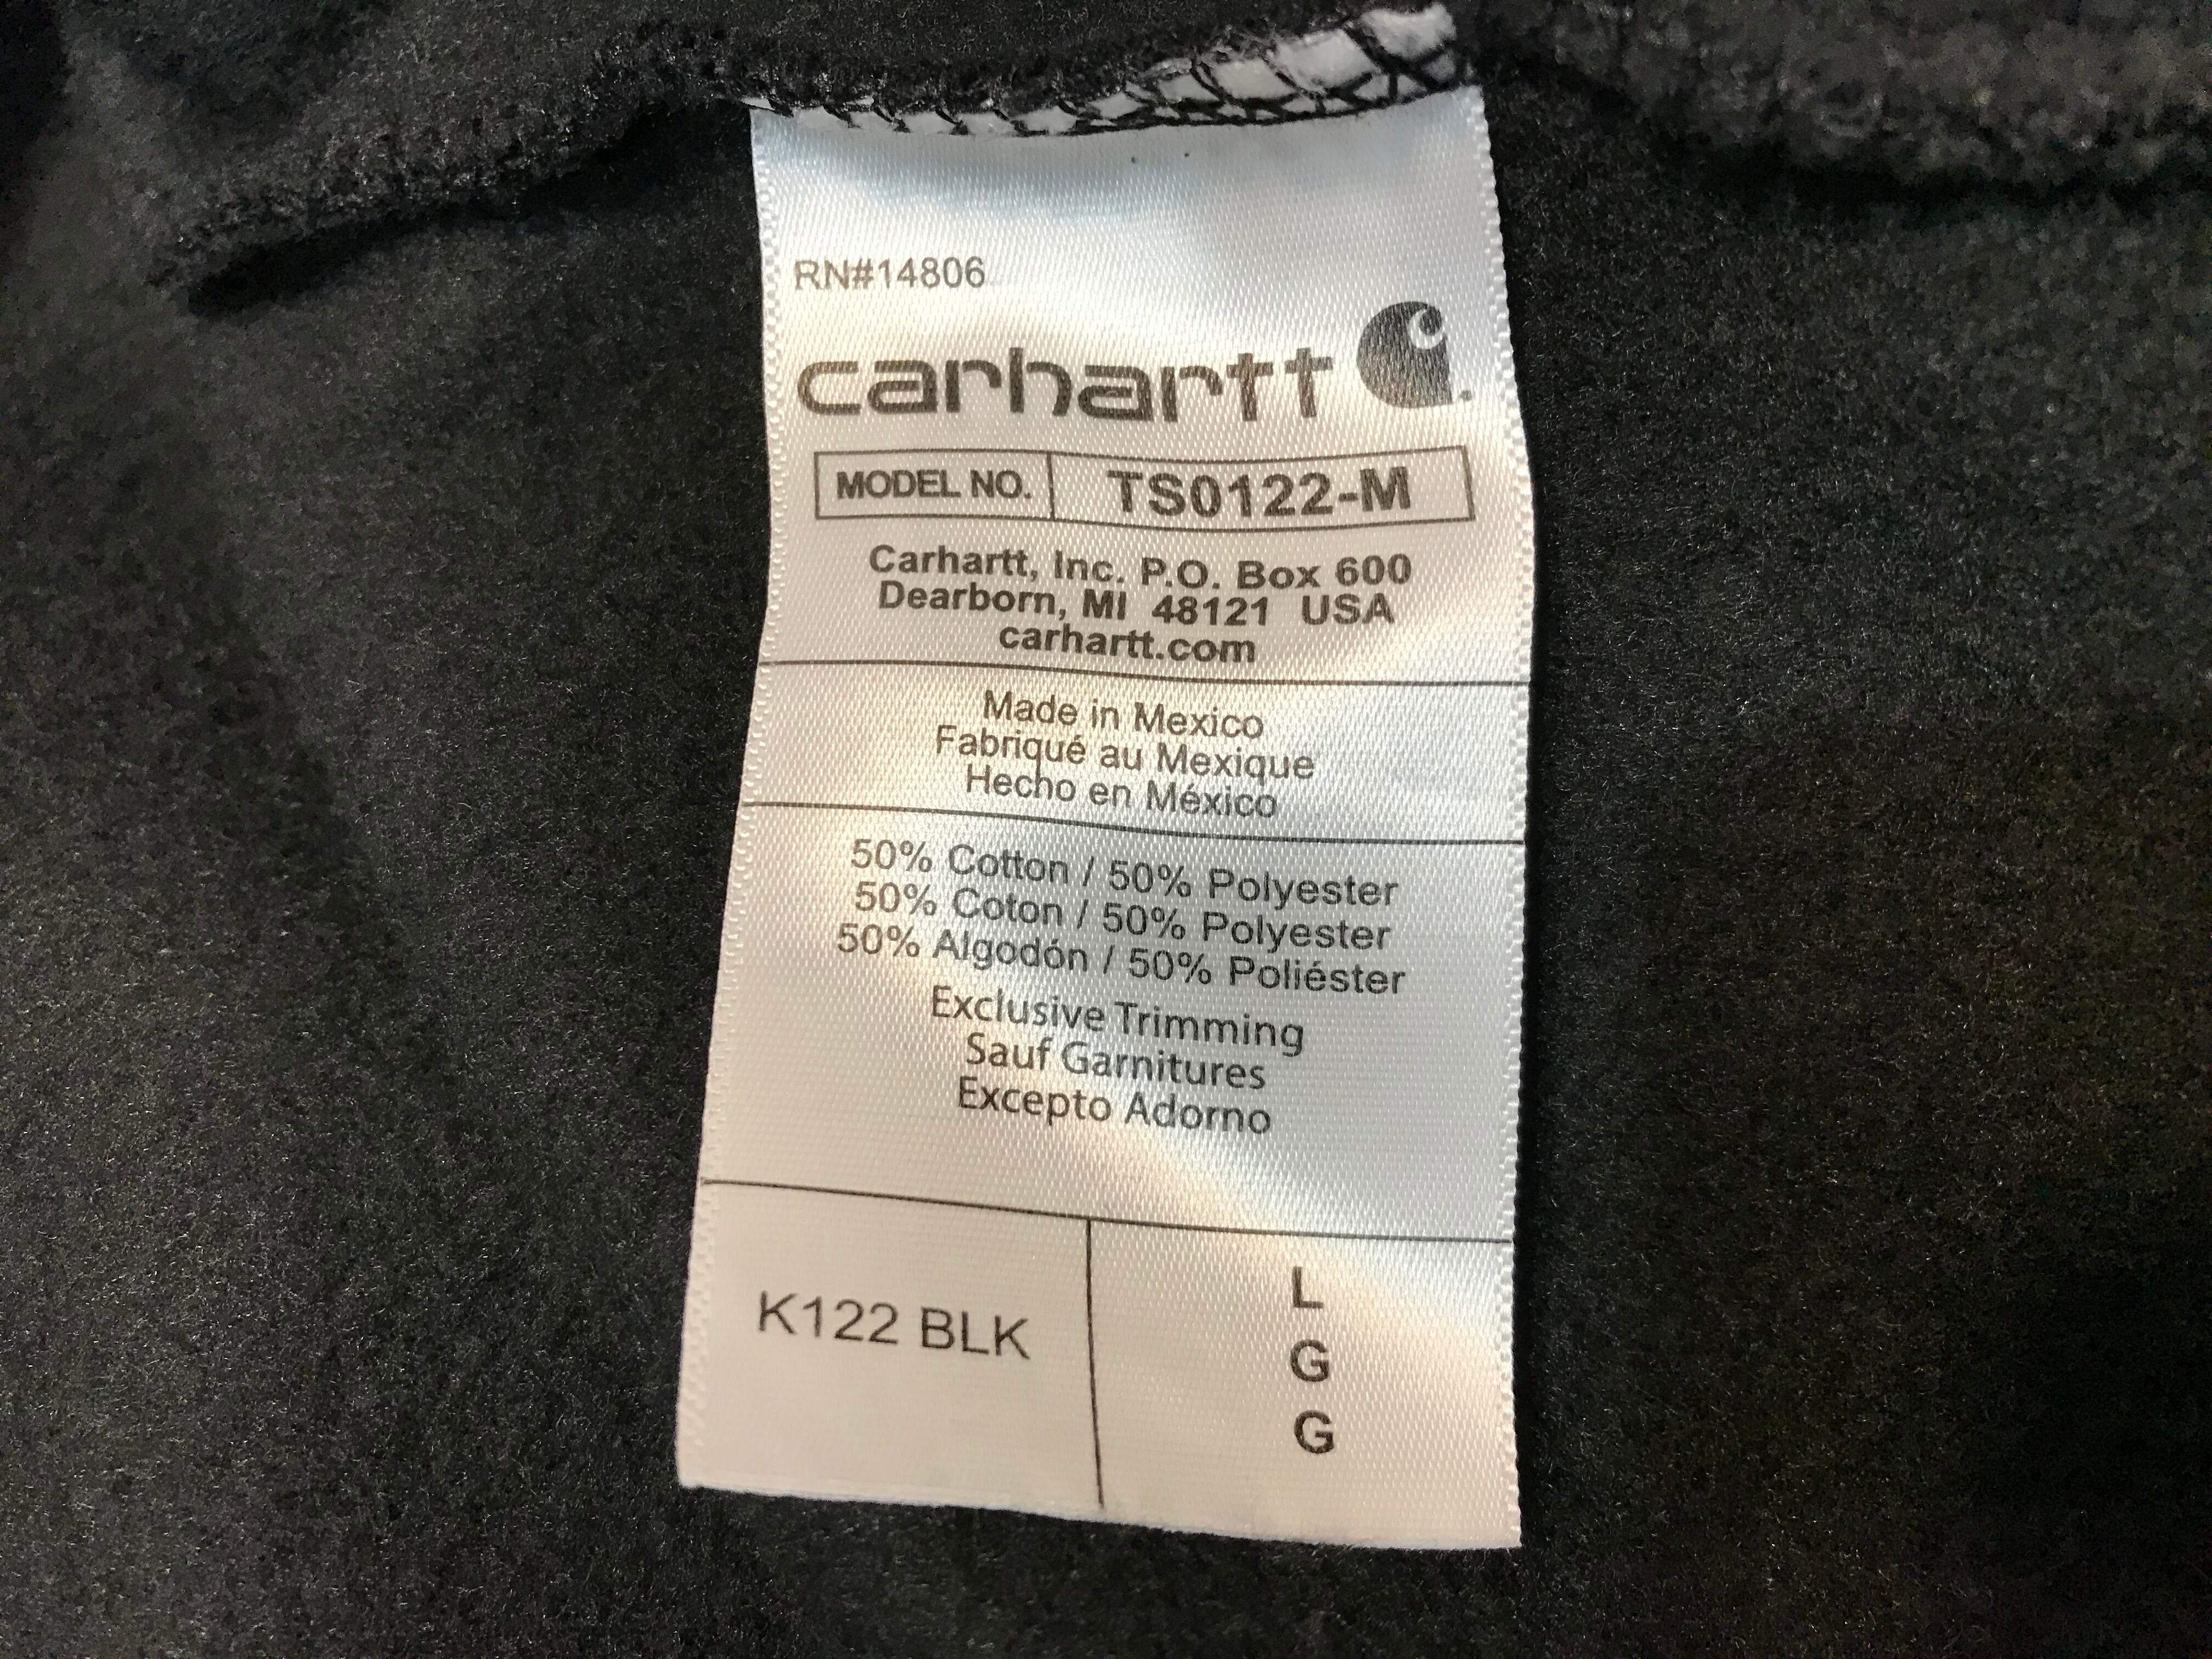 RN#14806
carhartt
MODEL NO. TS0122-M
Carhartt, Inc. P.O. Box 600
Dearborn, MI 48121 USA
carhartt.com
Made in Mexico
Fabriqué au Mexique
Hecho en México
50% Cotton / 50% Polyester
50% Coton / 50% Polyester
50% Algodón / 50% Poliéster
Exclusive Trimming
Sauf Garnitures
Excepto Adorno
K122 BLK
L
G
G